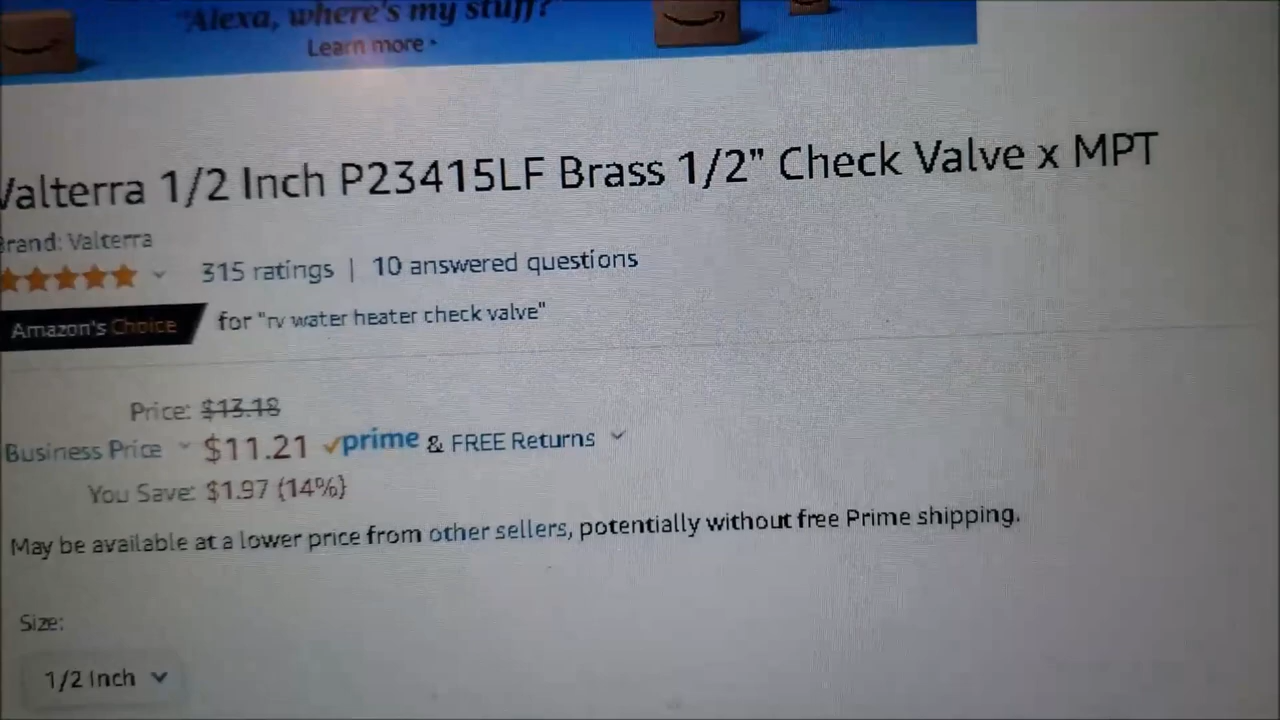 "Alexa, where's my stuff?"
Learn more
Valterra 1/2 Inch P23415LF Brass 1/2" Check Valve x MPT
Brand: Valterra
315 ratings | 10 answered questions
Amazon's Choice for "rv water heater check valve"
Price: $13.18
Business Price $11.21 prime & FREE Returns
You Save: $1.97 (14%)
May be available at a lower price from other sellers, potentially without free Prime shipping.
Size:
1/2 Inch